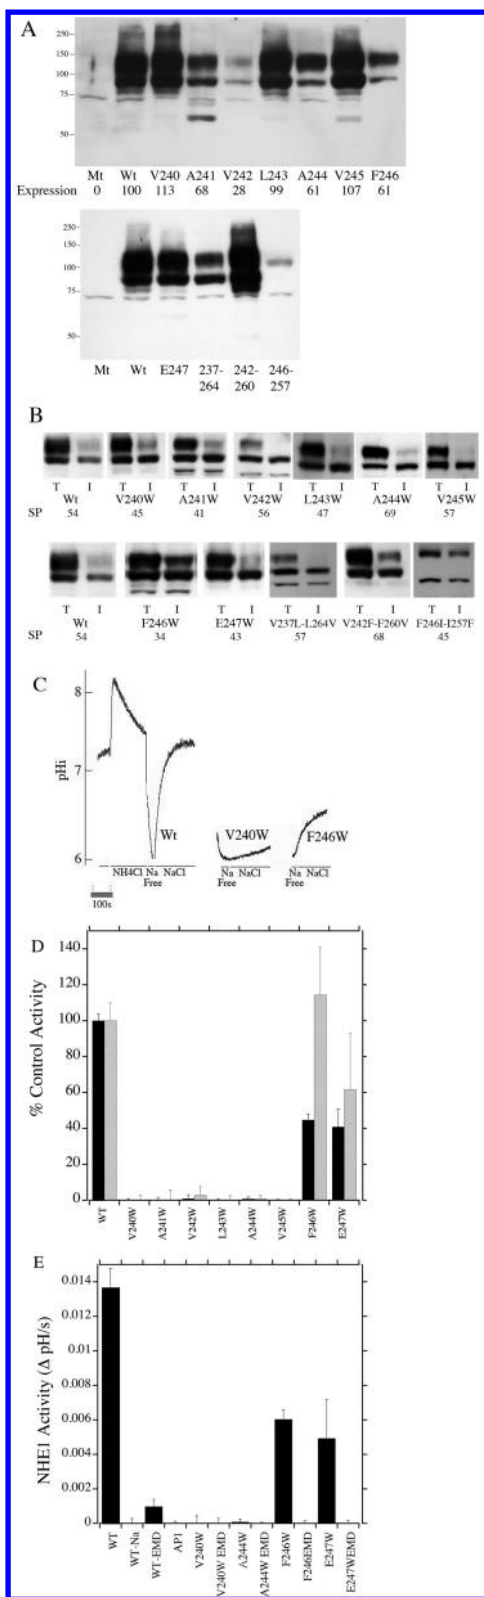 A
250
150
100
75
50
Mt Wt V240 A241 V242 L243 A244 V245 F246
Expression 0 100 113 68 28 99 61 107 61
250
150
100
75
50
Mt Wt E247 237- 242- 246-
264 260 257
B
T I T I T I T I T I T I T I
Wt V240W A241W V242W L243W A244W V245W
SP 54 45 41 56 47 69 57
T I T I T I T I T I T I
Wt F246W E247W V237L-L264V V242F-F260V F246I-I257F
SP 54 34 43 57 68 45
C
8
7
6
pHi
Wt V240W F246W
NH4Cl Na NaCl Na NaCl Na NaCl
Free Free Free
100s
D
140
120
100
80
60
40
20
0
% Control Activity
WT V240W A241W V242W L243W A244W V245W F246W E247W
E
0.014
0.012
0.01
0.008
0.006
0.004
0.002
0
NHE1 Activity (Δ pH/s)
WT WT-Na WT-EMD AP1 V240W V240W EMD A244W A244W EMD F246W F246EMD E247W E247WEMD